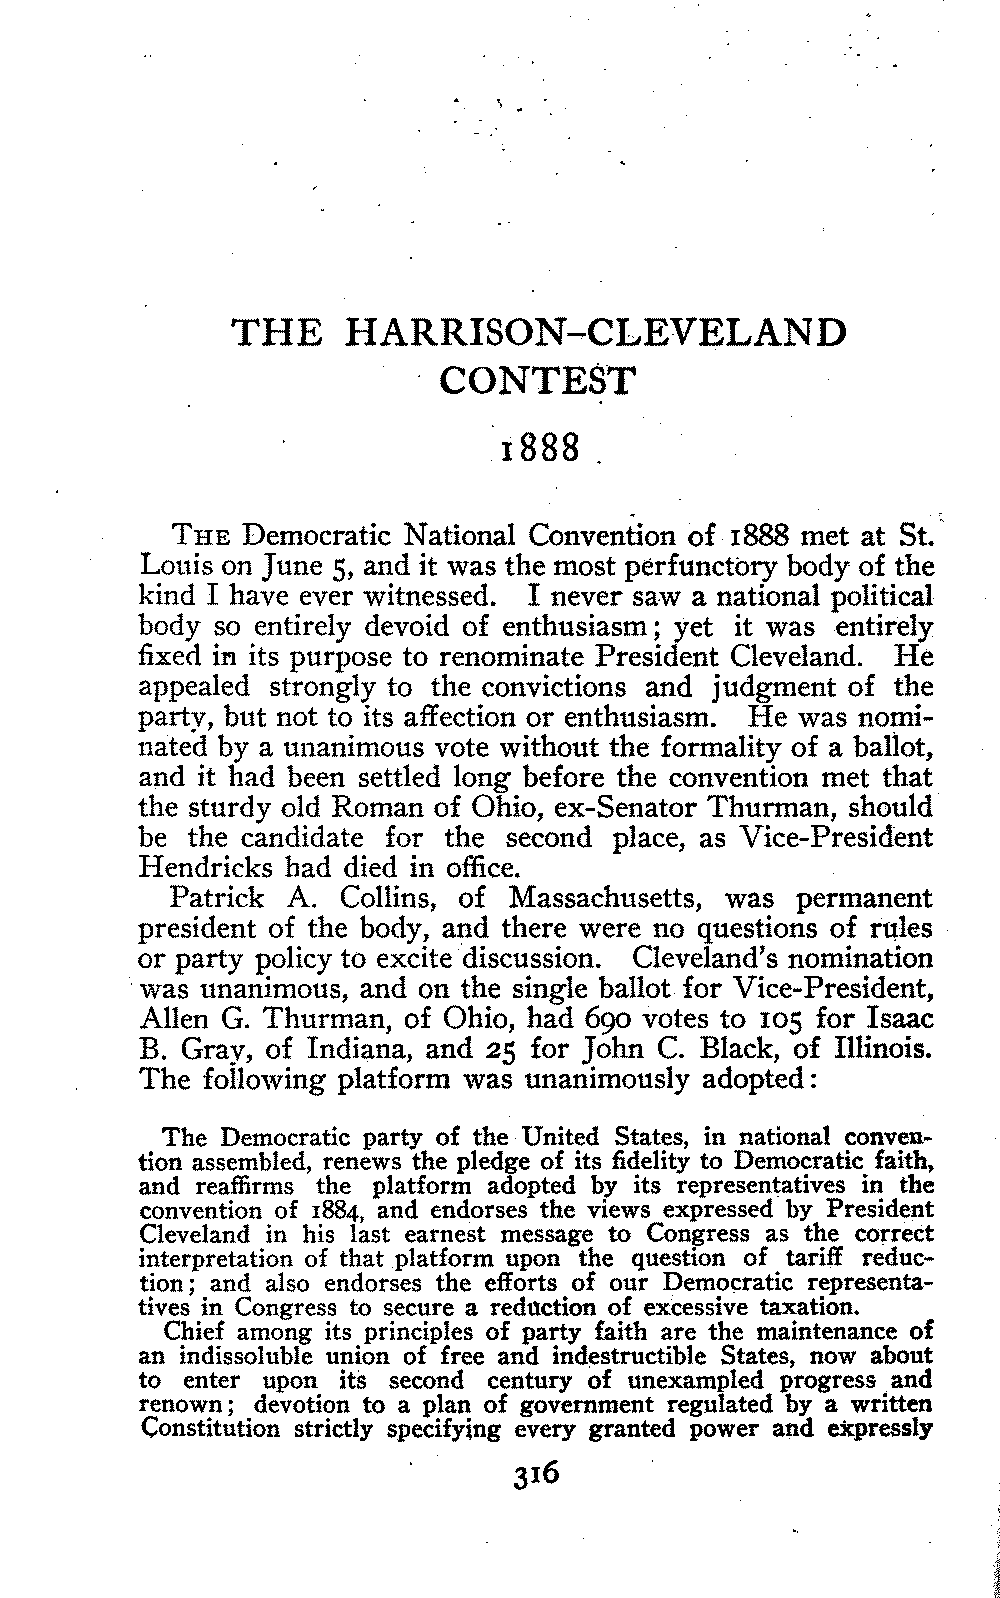 THE HARRISON–CLEVELAND
CONTEST
1888
THE Democratic National Convention of 1888 met at St.
Louis on June 5, and it was the most perfunctory body of the
kind I have ever witnessed. I never saw a national political
body so entirely devoid of enthusiasm; yet it was entirely
fixed in its purpose to renominate President Cleveland. He
appealed strongly to the convictions and judgment of the
party, but not to its affection or enthusiasm. He was nomi-
nated by a unanimous vote without the formality of a ballot,
and it had been settled long before the convention met that
the sturdy old Roman of Ohio, ex-Senator Thurman, should
be the candidate for the second place, as Vice-President
Hendricks had died in office.
Patrick A. Collins, of Massachusetts, was permanent
president of the body, and there were no questions of rules
or party policy to excite discussion. Cleveland's nomination
was unanimous, and on the single ballot for Vice-President,
Allen G. Thurman, of Ohio, had 690 votes to 105 for Isaac
B. Gray, of Indiana, and 25 for John C. Black, of Illinois.
The following platform was unanimously adopted:
The Democratic party of the United States, in national conven-
tion assembled, renews the pledge of its fidelity to Democratic faith,
and reaffirms the platform adopted by its representatives in the
convention of 1884, and endorses the views expressed by President
Cleveland in his last earnest message to Congress as the correct
interpretation of that platform upon the question of tariff reduc-
tion; and also endorses the efforts of our Democratic representa-
tives in Congress to secure a reduction of excessive taxation.
Chief among its principles of party faith are the maintenance of
an indissoluble union of free and indestructible States, now about
to enter upon its second century of unexampled progress and
renown; devotion to a plan of government regulated by a written
Constitution strictly specifying every granted power and expressly
316